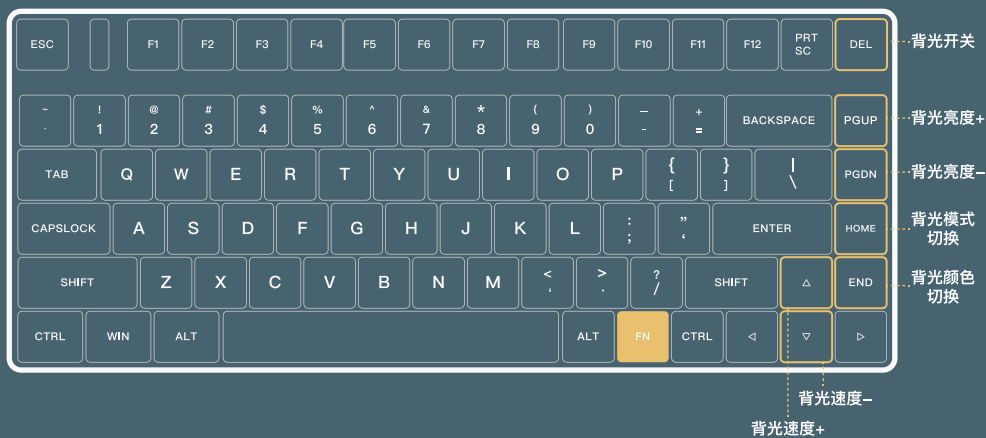 ESC F1 F2 F3 F4 F5 F6 F7 F8 F9 F10 F11 F12 PRT SC DEL 背光开关
~ ! @ # $ % ^ & * ( ) — +
· 1 2 3 4 5 6 7 8 9 0 - = BACKSPACE PGUP 背光亮度+
TAB Q W E R T Y U I O P { [ } ] | \ PGDN 背光亮度–
CAPSLOCK A S D F G H J K L : ; ” ‘ ENTER HOME 背光模式
切换
SHIFT Z X C V B N M < ‘ > · ? / SHIFT △ END 背光颜色
切换
CTRL WIN ALT ALT FN CTRL ◁ ▽ ▷
背光速度–
背光速度+